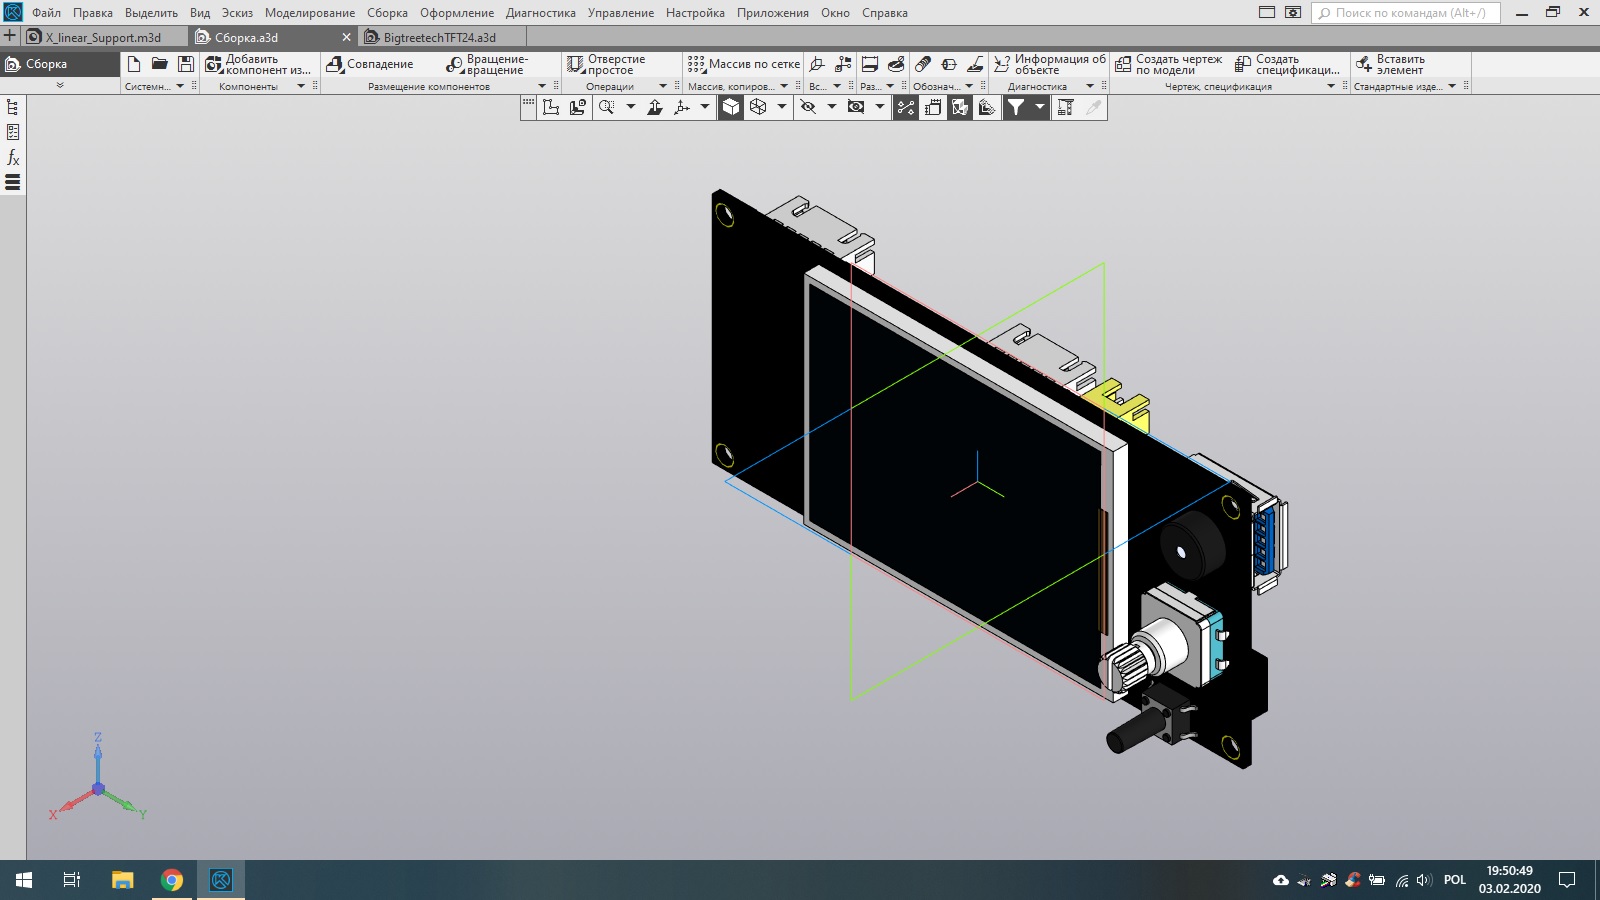 Файл Правка Выделить Вид Эскиз Моделирование Сборка Оформление Диагностика Управление Настройка Приложения Окно Справка
Поиск по командам (Alt+/)
X_linear_Support.m3d
Сборка.a3d
BigtreetechTFT24.a3d
Сборка
Добавить компонент из...
Совпадение
Вращение-вращение
Отверстие простое
Массив по сетке
Информация об объекте
Создать чертеж по модели
Создать спецификаци...
Вставить элемент
Системн...
Компоненты
Размещение компонентов
Операции
Массив, копиров...
Вс...
Раз...
Обознач...
Диагностика
Чертеж, спецификация
Стандартные изде...
fx
Z
X
Y
POL
19:50:49
03.02.2020